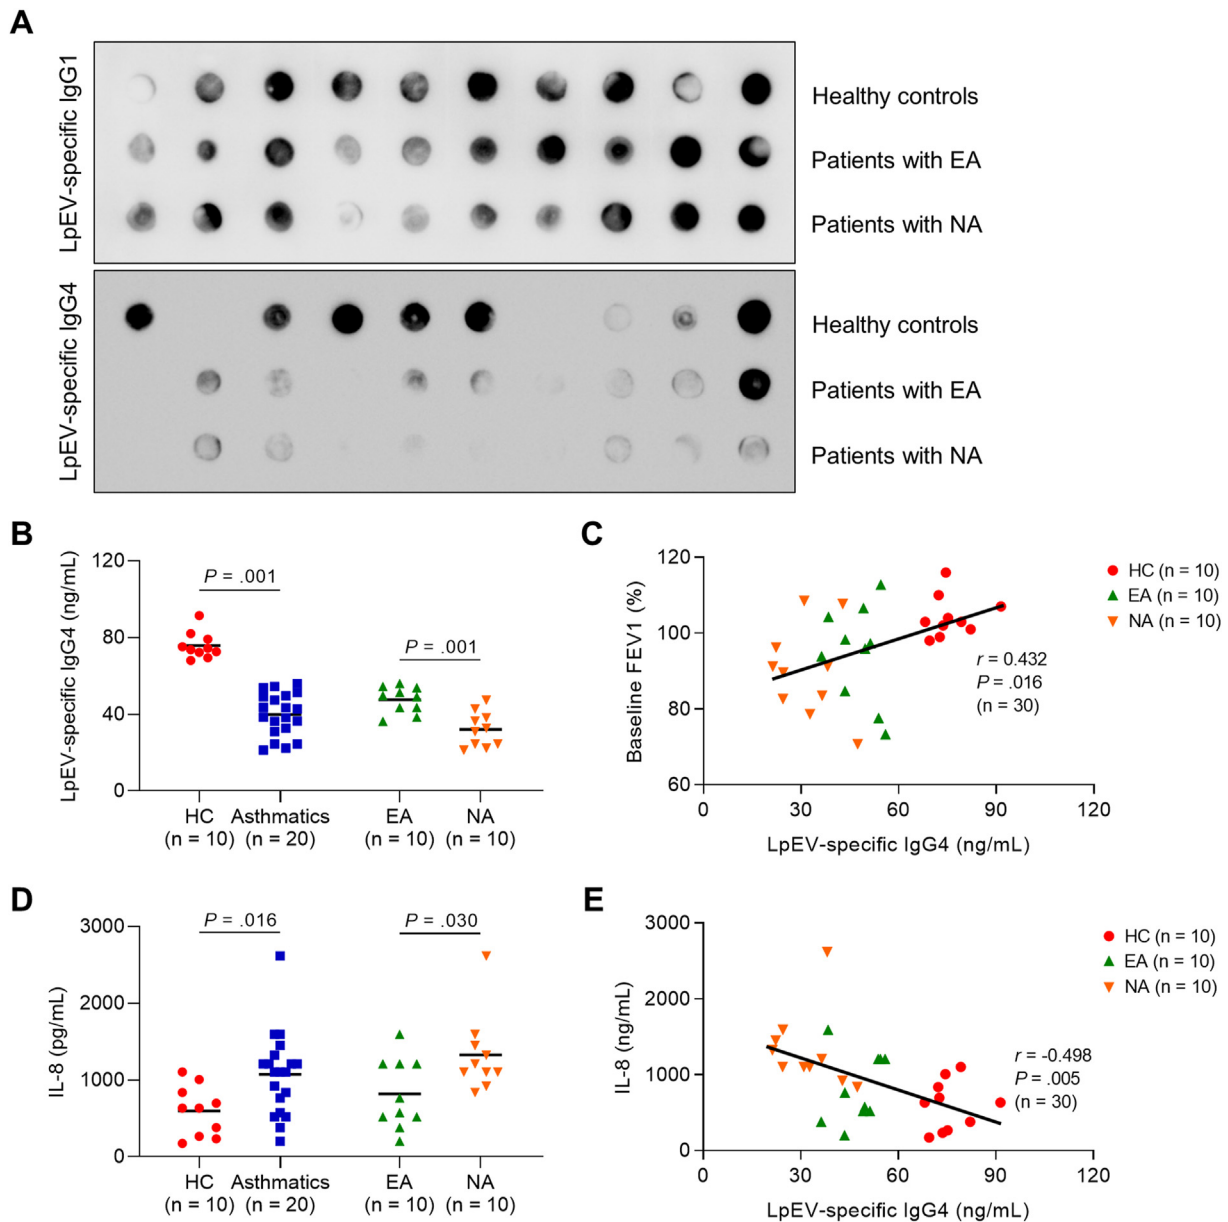 A
LpEV-specific IgG1
Healthy controls
Patients with EA
Patients with NA
LpEV-specific IgG4
Healthy controls
Patients with EA
Patients with NA
B
LpEV-specific IgG4 (ng/mL)
120
80
40
0
P = .001
P = .001
HC
(n = 10)
Asthmatics
(n = 20)
EA
(n = 10)
NA
(n = 10)
C
Baseline FEV1 (%)
120
100
80
60
0
30
60
90
120
LpEV-specific IgG4 (ng/mL)
r = 0.432
P = .016
(n = 30)
HC (n = 10)
EA (n = 10)
NA (n = 10)
D
IL-8 (pg/mL)
3000
2000
1000
0
P = .016
P = .030
HC
(n = 10)
Asthmatics
(n = 20)
EA
(n = 10)
NA
(n = 10)
E
IL-8 (ng/mL)
3000
2000
1000
0
0
30
60
90
120
LpEV-specific IgG4 (ng/mL)
r = -0.498
P = .005
(n = 30)
HC (n = 10)
EA (n = 10)
NA (n = 10)